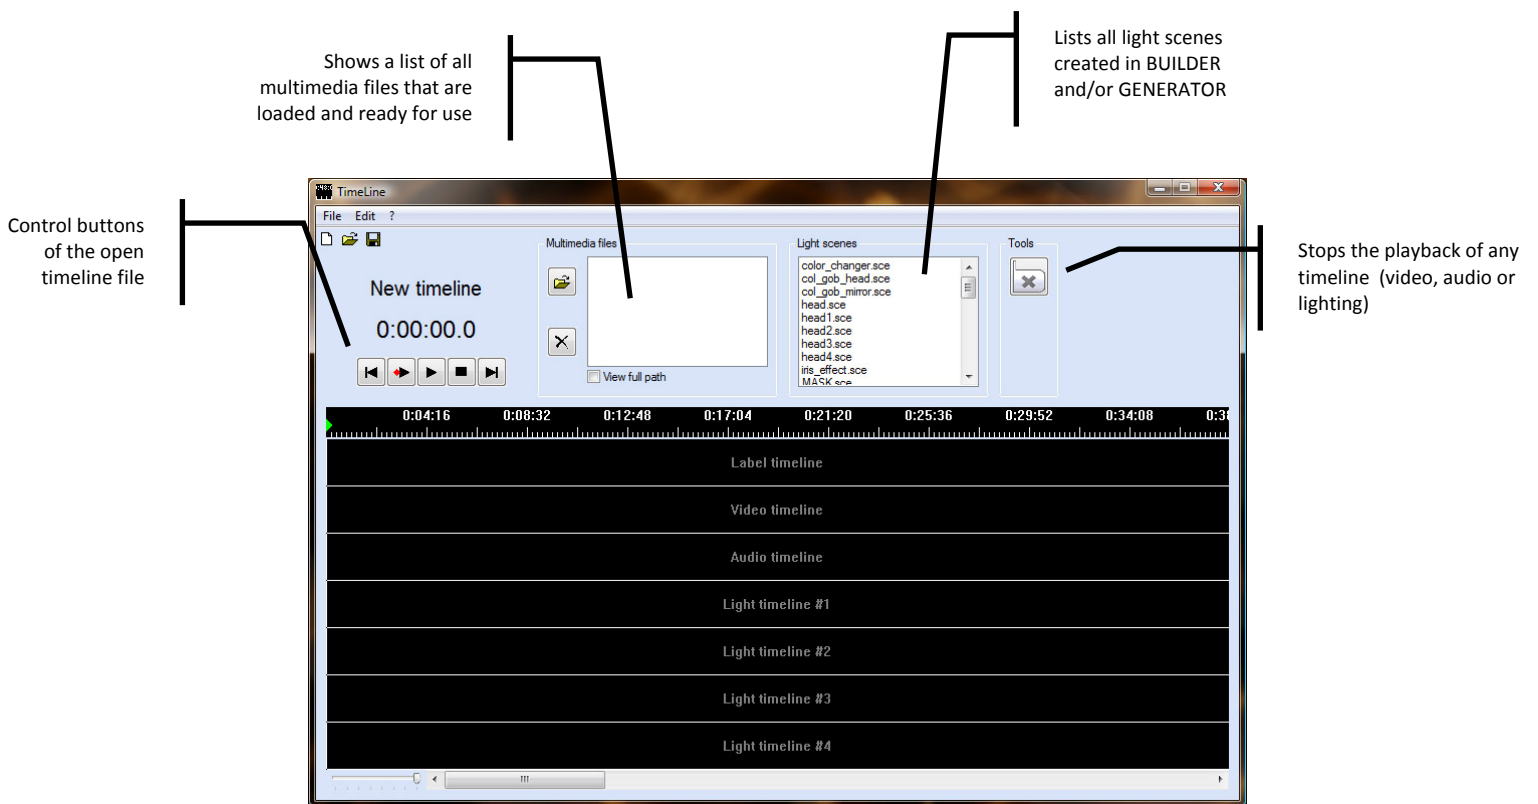 Lists all light scenes
created in BUILDER
and/or GENERATOR
Shows a list of all
multimedia files that are
loaded and ready for use
Control buttons
of the open
timeline file
Stops the playback of any
timeline (video, audio or
lighting)
TimeLine
File Edit ?
New timeline
0:00:00.0
Multimedia files
View full path
Light scenes
color_changer.sce
col_gob_head.sce
col_gob_mirror.sce
head.sce
head1.sce
head2.sce
head3.sce
head4.sce
iris_effect.sce
MASK.sce
Tools
0:04:16 0:08:32 0:12:48 0:17:04 0:21:20 0:25:36 0:29:52 0:34:08
Label timeline
Video timeline
Audio timeline
Light timeline #1
Light timeline #2
Light timeline #3
Light timeline #4